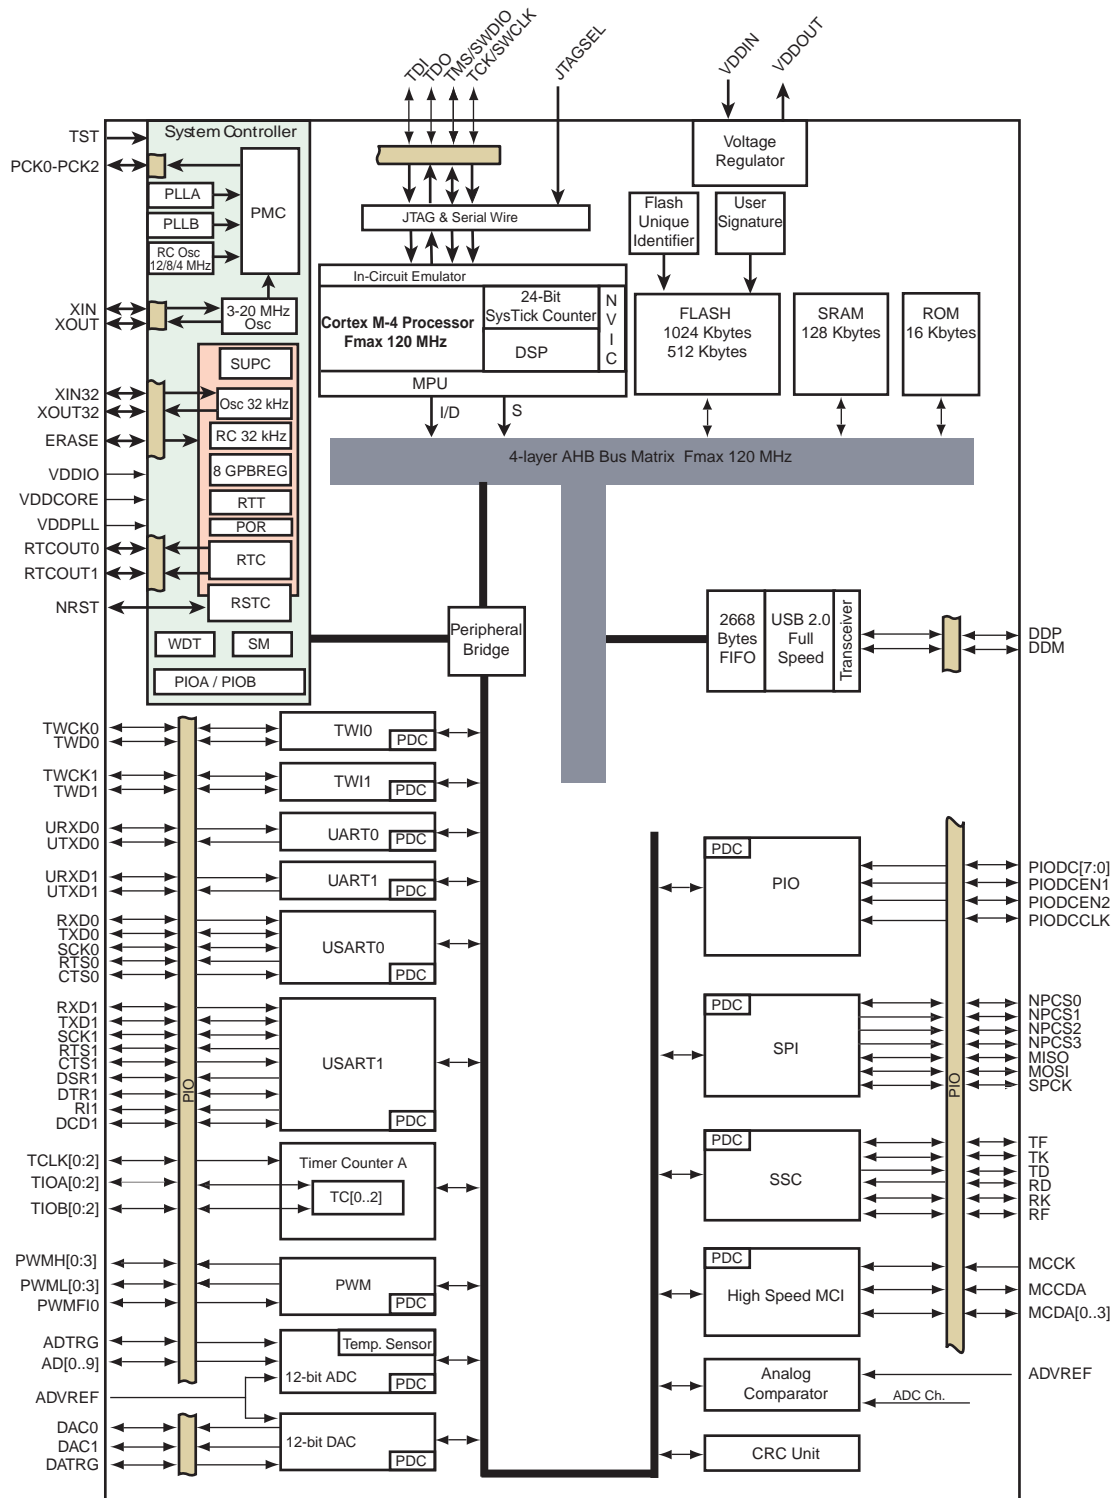 TDI
TDO
TMS/SWDIO
TCK/SWCLK
JTAGSEL
VDDIN
VDDOUT
TST
PCK0-PCK2
System Controller
PLLA
PLLB
RC Osc
12/8/4 MHz
PMC
XIN
XOUT
3-20 MHz
Osc
SUPC
XIN32
XOUT32
Osc 32 kHz
ERASE
RC 32 kHz
VDDIO
8 GPBREG
VDDCORE
RTT
VDDPLL
POR
RTCOUT0
RTCOUT1
RTC
NRST
RSTC
WDT
SM
PIOA / PIOB
JTAG & Serial Wire
In-Circuit Emulator
Cortex M-4 Processor
Fmax 120 MHz
24-Bit
SysTick Counter
DSP
N
V
I
C
MPU
I/D
S
Voltage
Regulator
Flash
Unique
Identifier
User
Signature
FLASH
1024 Kbytes
512 Kbytes
SRAM
128 Kbytes
ROM
16 Kbytes
4-layer AHB Bus Matrix Fmax 120 MHz
Peripheral
Bridge
2668
Bytes
FIFO
USB 2.0
Full
Speed
Transceiver
DDP
DDM
TWCK0
TWD0
TWI0
PDC
TWCK1
TWD1
TWI1
PDC
URXD0
UTXD0
UART0
PDC
URXD1
UTXD1
UART1
PDC
RXD0
TXD0
SCK0
RTS0
CTS0
USART0
PDC
RXD1
TXD1
SCK1
RTS1
CTS1
DSR1
DTR1
RI1
DCD1
PIO
USART1
PDC
TCLK[0:2]
TIOA[0:2]
TIOB[0:2]
Timer Counter A
TC[0..2]
PWMH[0:3]
PWML[0:3]
PWMFI0
PWM
PDC
ADTRG
AD[0..9]
ADVREF
Temp. Sensor
12-bit ADC
PDC
DAC0
DAC1
DATRG
12-bit DAC
PDC
PDC
PIO
PIODC[7:0]
PIODCEN1
PIODCEN2
PIODCCLK
PDC
SPI
NPCS0
NPCS1
NPCS2
NPCS3
MISO
MOSI
SPCK
PIO
PDC
SSC
TF
TK
TD
RD
RK
RF
PDC
High Speed MCI
MCCK
MCCDA
MCDA[0..3]
Analog
Comparator
ADVREF
ADC Ch.
CRC Unit